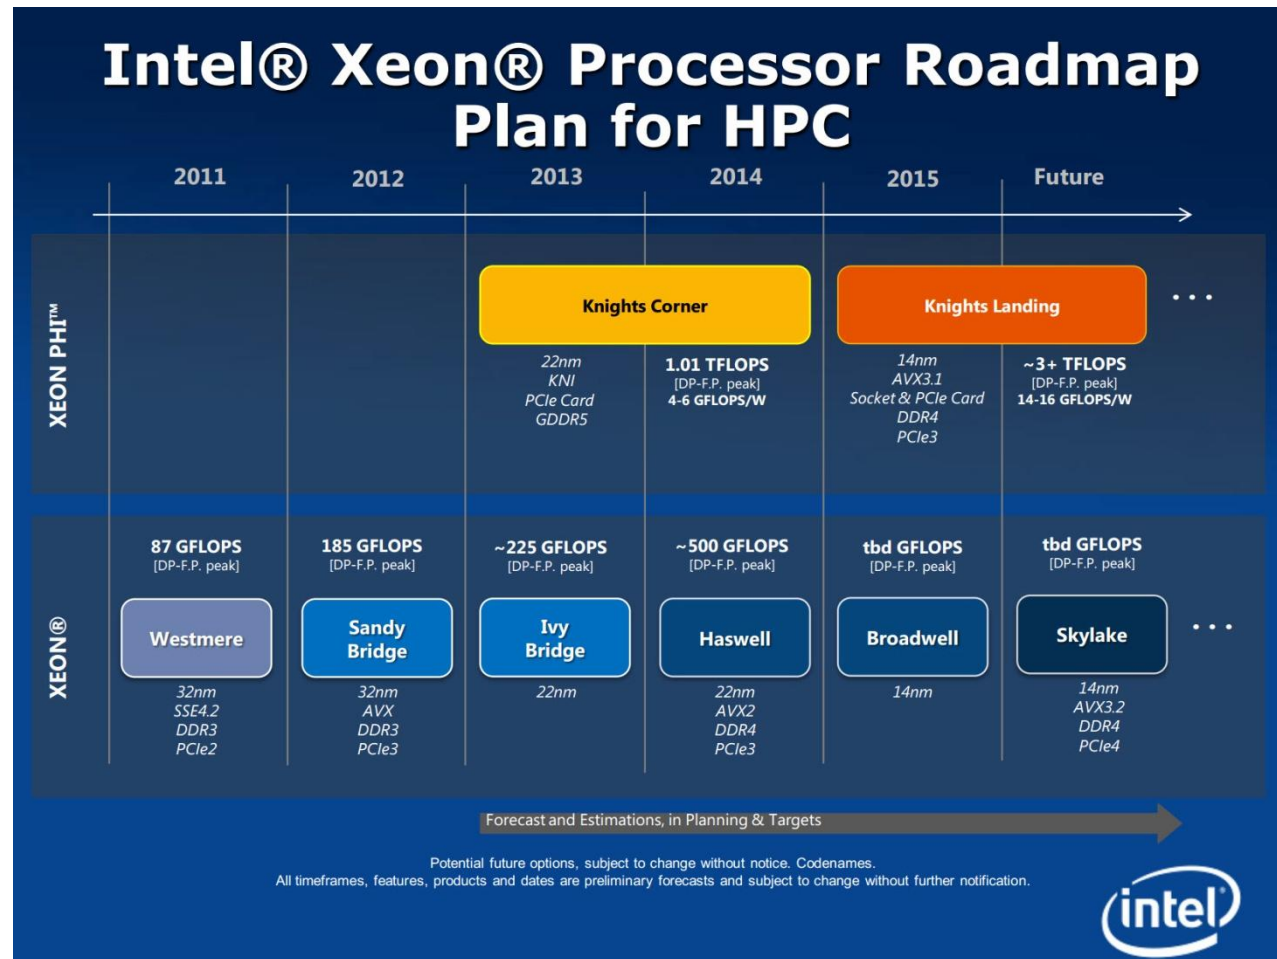 Intel® Xeon® Processor Roadmap
Plan for HPC
2011
2012
2013
2014
2015
Future
XEON PHI™
Knights Corner
22nm
KNI
PCIe Card
GDDR5
1.01 TFLOPS
[DP-F.P. peak]
4-6 GFLOPS/W
Knights Landing
14nm
AVX3.1
Socket & PCIe Card
DDR4
PCIe3
~3+ TFLOPS
[DP-F.P. peak]
14-16 GFLOPS/W
...
XEON®
87 GFLOPS
[DP-F.P. peak]
Westmere
32nm
SSE4.2
DDR3
PCIe2
185 GFLOPS
[DP-F.P. peak]
Sandy
Bridge
32nm
AVX
DDR3
PCIe3
~225 GFLOPS
[DP-F.P. peak]
Ivy
Bridge
22nm
~500 GFLOPS
[DP-F.P. peak]
Haswell
22nm
AVX2
DDR4
PCIe3
tbd GFLOPS
[DP-F.P. peak]
Broadwell
14nm
tbd GFLOPS
[DP-F.P. peak]
Skylake
14nm
AVX3.2
DDR4
PCIe4
...
Forecast and Estimations, in Planning & Targets
Potential future options, subject to change without notice. Codenames.
All timeframes, features, products and dates are preliminary forecasts and subject to change without further notification.
intel